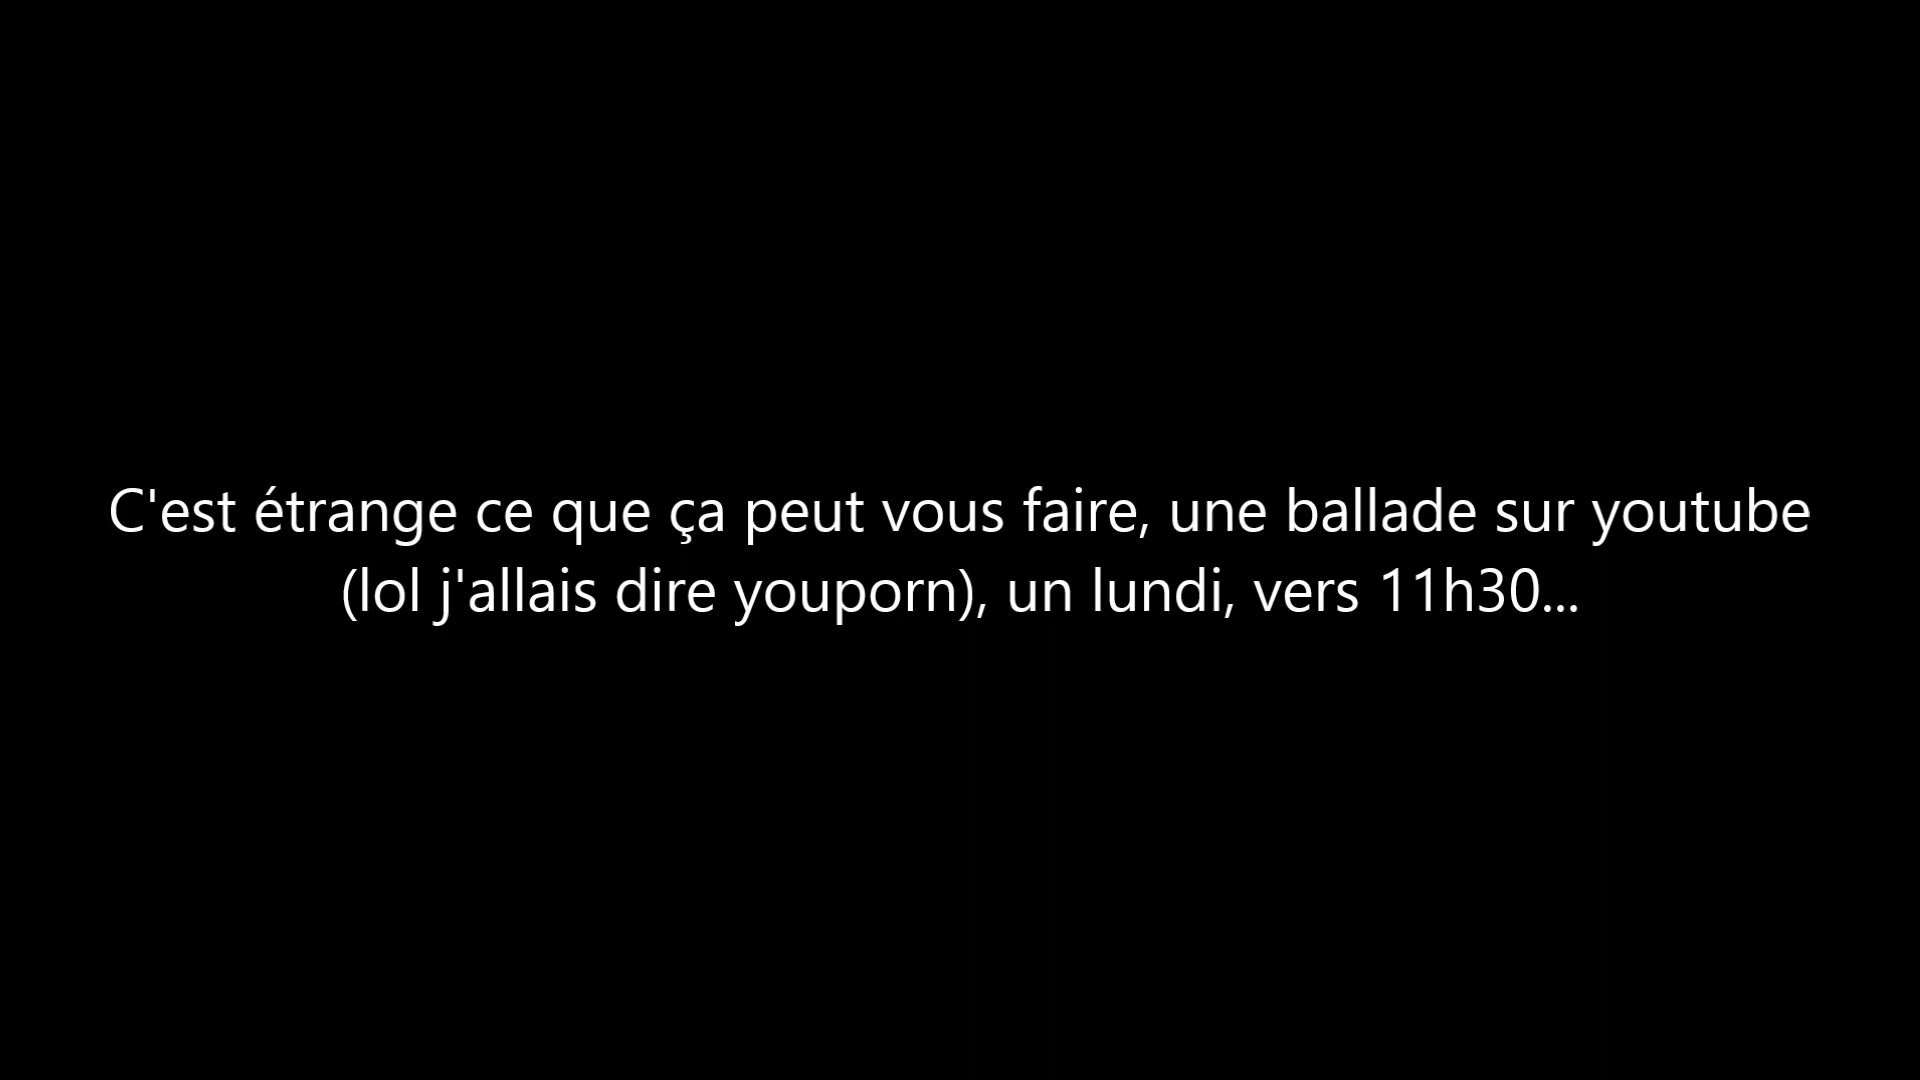 C'est étrange ce que ça peut vous faire, une ballade sur youtube
(lol j'allais dire youporn), un lundi, vers 11h30...